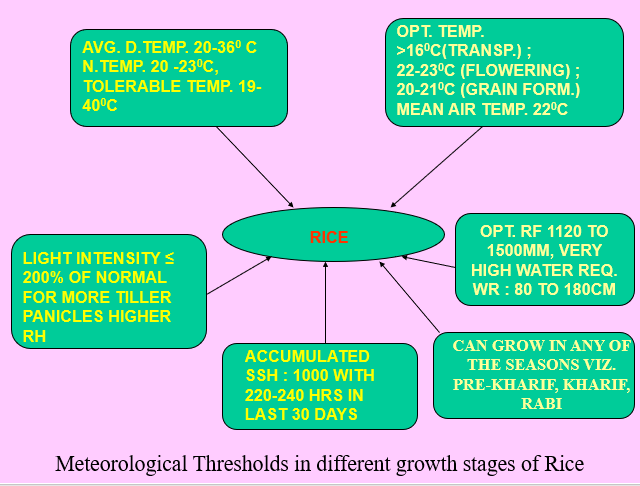 AVG. D.TEMP. 20-36⁰ C
N.TEMP. 20 -23⁰C,
TOLERABLE TEMP. 19-
40⁰C
OPT. TEMP.
>16⁰C(TRANSP.) ;
22-23⁰C (FLOWERING) ;
20-21⁰C (GRAIN FORM.)
MEAN AIR TEMP. 22⁰C
RICE
LIGHT INTENSITY ≤
200% OF NORMAL
FOR MORE TILLER
PANICLES HIGHER
RH
OPT. RF 1120 TO
1500MM, VERY
HIGH WATER REQ.
WR : 80 TO 180CM
ACCUMULATED
SSH : 1000 WITH
220-240 HRS IN
LAST 30 DAYS
CAN GROW IN ANY OF
THE SEASONS VIZ.
PRE-KHARIF, KHARIF,
RABI
Meteorological Thresholds in different growth stages of Rice